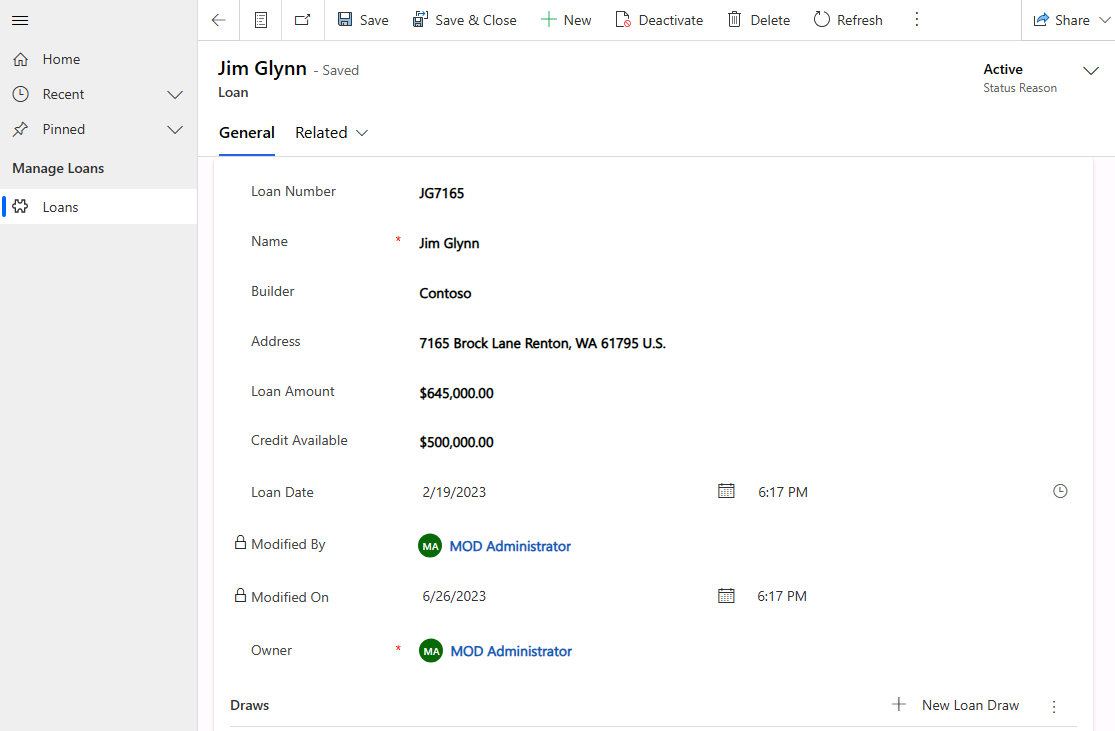 Save
Save & Close
New
Deactivate
Delete
Refresh
Share
Home
Recent
Pinned
Manage Loans
Loans
Jim Glynn - Saved
Loan
Active
Status Reason
General
Related
Loan Number JG7165
Name * Jim Glynn
Builder Contoso
Address 7165 Brock Lane Renton, WA 61795 U.S.
Loan Amount $645,000.00
Credit Available $500,000.00
Loan Date 2/19/2023 6:17 PM
Modified By MA MOD Administrator
Modified On 6/26/2023 6:17 PM
Owner * MA MOD Administrator
Draws
New Loan Draw